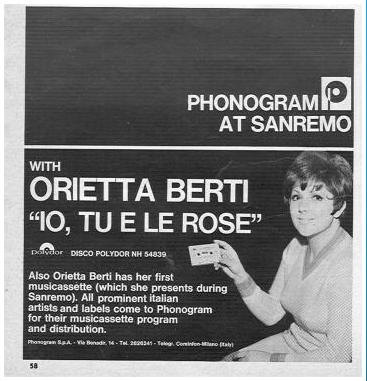 PHONOGRAM
AT SANREMO
WITH
ORIETTA BERTI
"IO, TU E LE ROSE"
polydor DISCO POLYDOR NH 54839
Also Orietta Berti has her first
musicassette (which she presents during
Sanremo). All prominent italian
artists and labels come to Phonogram
for their musicassette program
and distribution.
Phonogram S.p.A. - Via Benadir, 14 - Tel. 2626241 - Telegr. Cominfon-Milano (Italy)
58